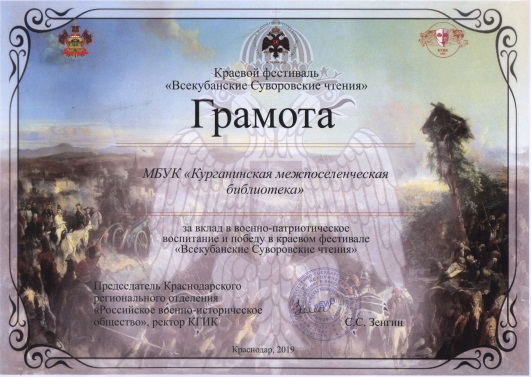 Краевой фестиваль
«Всекубанские Суворовские чтения»
Грамота
МБУК «Курганинская межпоселенческая
библиотека»
за вклад в военно-патриотическое
воспитание и победу в краевом фестивале
«Всекубанские Суворовские чтения»
Председатель Краснодарского
регионального отделения
«Российское военно-историческое
общество», ректор КГИК
С.С. Зенгин
Краснодар, 2019